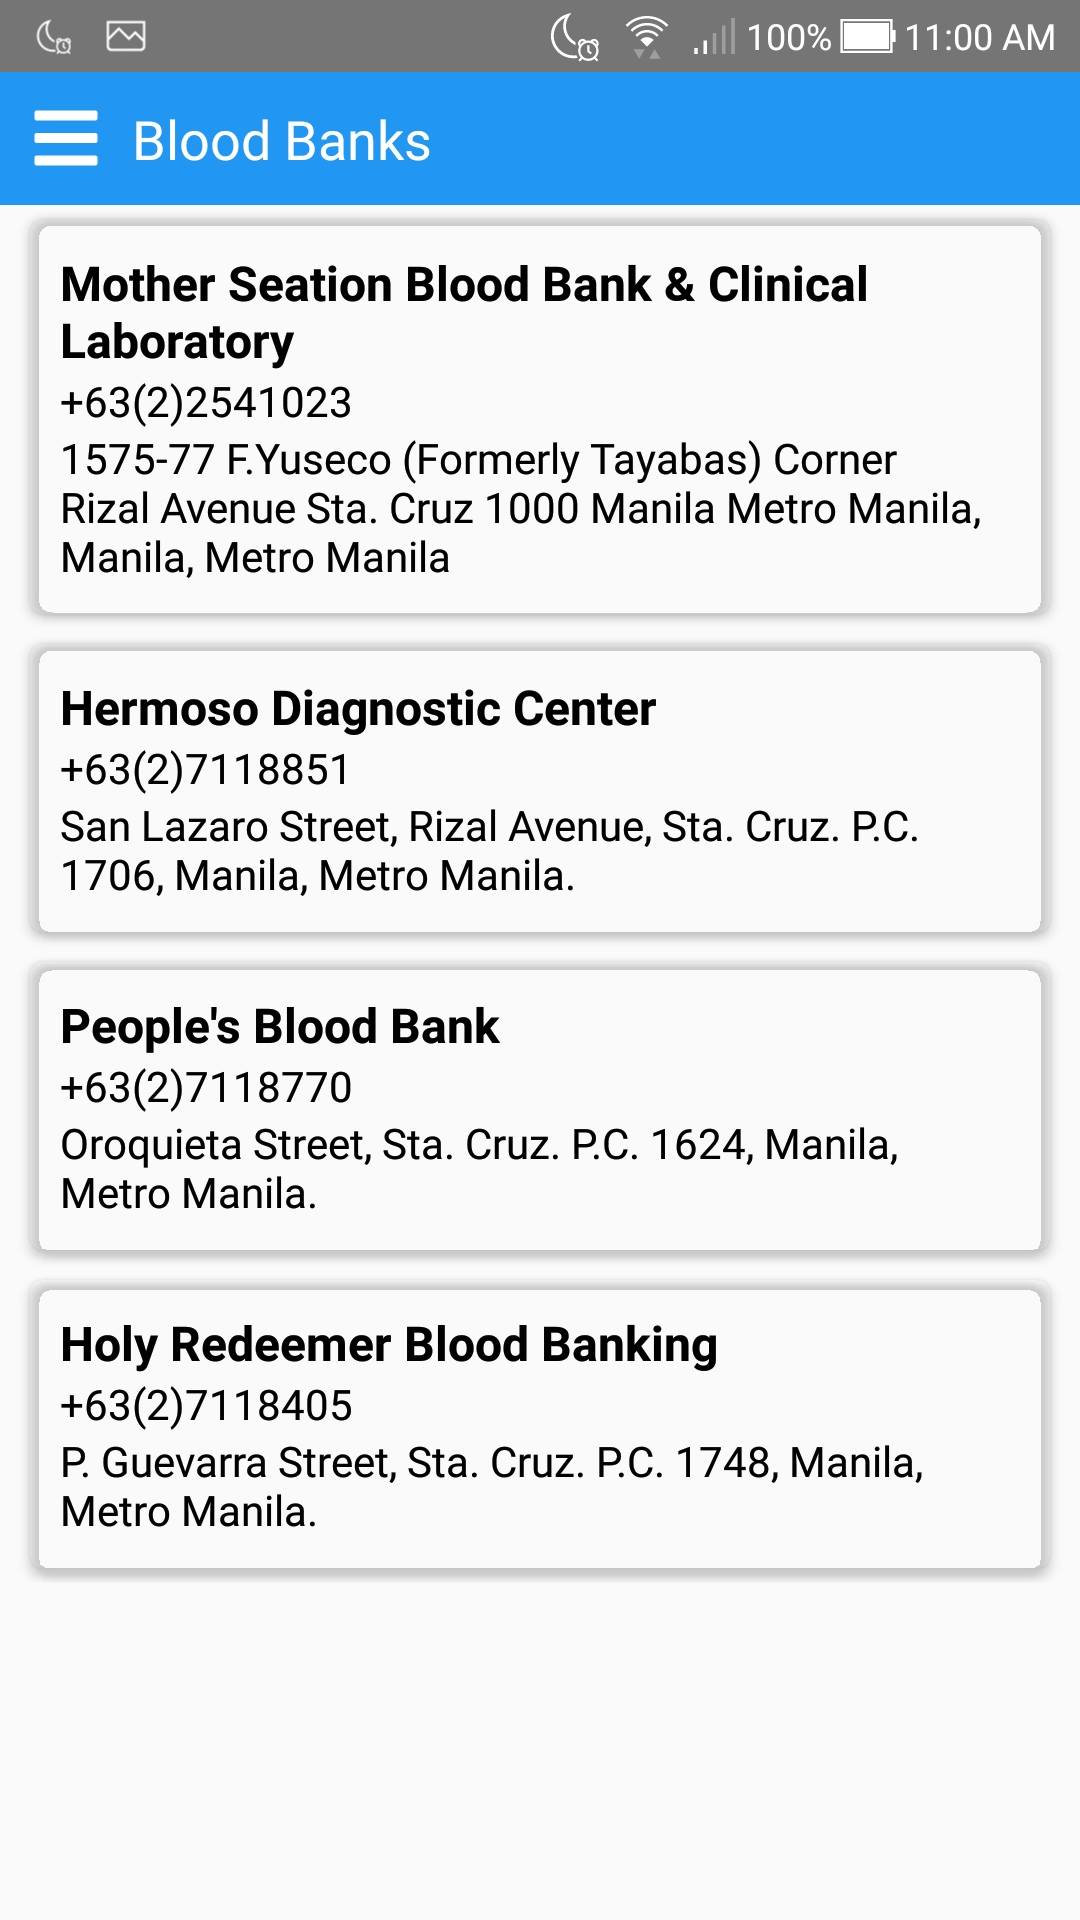 100% 11:00 AM
Blood Banks
Mother Seation Blood Bank & Clinical
Laboratory
+63(2)2541023
1575-77 F.Yuseco (Formerly Tayabas) Corner
Rizal Avenue Sta. Cruz 1000 Manila Metro Manila,
Manila, Metro Manila
Hermoso Diagnostic Center
+63(2)7118851
San Lazaro Street, Rizal Avenue, Sta. Cruz. P.C.
1706, Manila, Metro Manila.
People's Blood Bank
+63(2)7118770
Oroquieta Street, Sta. Cruz. P.C. 1624, Manila,
Metro Manila.
Holy Redeemer Blood Banking
+63(2)7118405
P. Guevarra Street, Sta. Cruz. P.C. 1748, Manila,
Metro Manila.